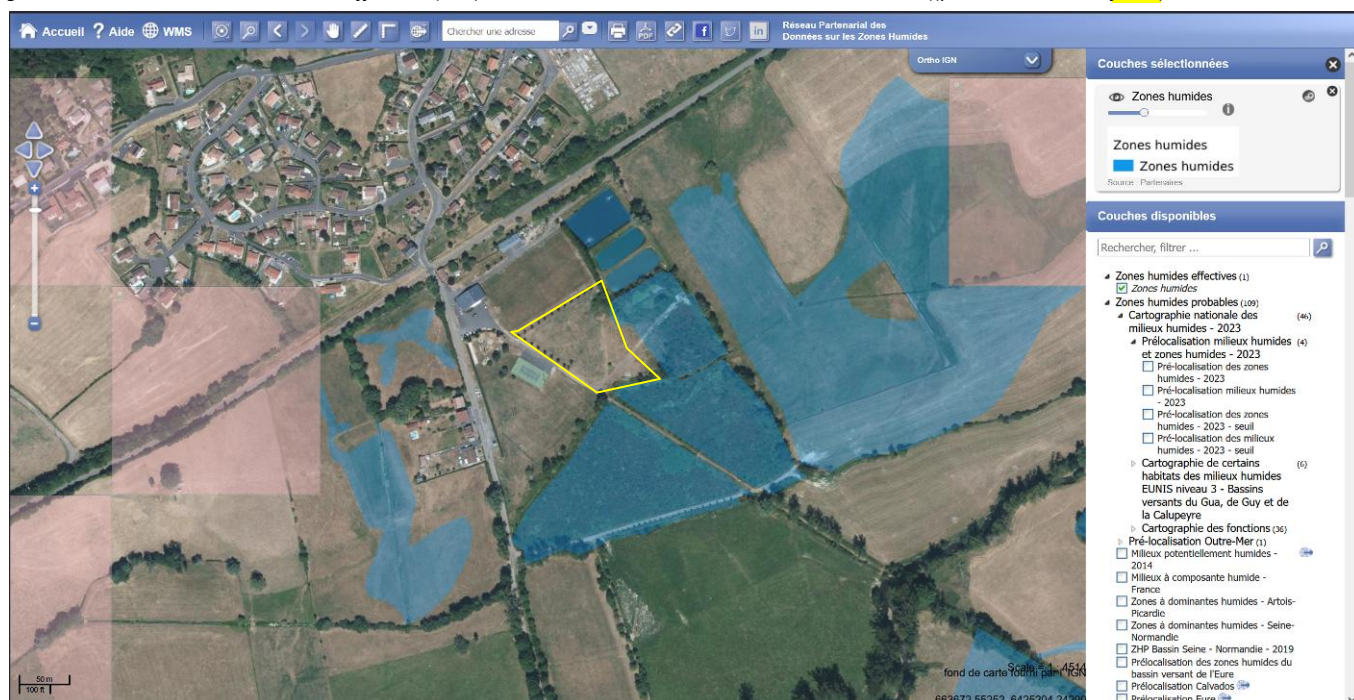 Accueil ? Aide WMS Chercher une adresse PDF f in
Réseau Partenarial des
Données sur les Zones Humides
Ortho IGN
Couches sélectionnées
Zones humides
Zones humides
Zones humides
Source : Partenaires
Couches disponibles
Rechercher, filtrer ...
Zones humides effectives (1)
Zones humides
Zones humides probables (109)
Cartographie nationale des (46)
milieux humides - 2023
Prélocalisation milieux humides (4)
et zones humides - 2023
Pré-localisation des zones
humides - 2023
Pré-localisation milieux humides
- 2023
Pré-localisation des zones
humides - 2023 - seuil
Pré-localisation des milieux
humides - 2023 - seuil
Cartographie de certains (6)
habitats des milieux humides
EUNIS niveau 3 - Bassins
versants du Gua, de Guy et de
la Calupeyre
Cartographie des fonctions (36)
Pré-localisation Outre-Mer (1)
Milieux potentiellement humides -
2014
Milieux à composante humide -
France
Zones à dominantes humides - Artois-
Picardie
Zones à dominantes humides - Seine-
Normandie
ZHP Bassin Seine - Normandie - 2019
Prélocalisation des zones humides du
bassin versant de l'Eure
Prélocalisation Calvados
Prélocalisation Eure
50 m
100 ft
Scale = 1 : 4514
fond de carte fourni par l'IGN